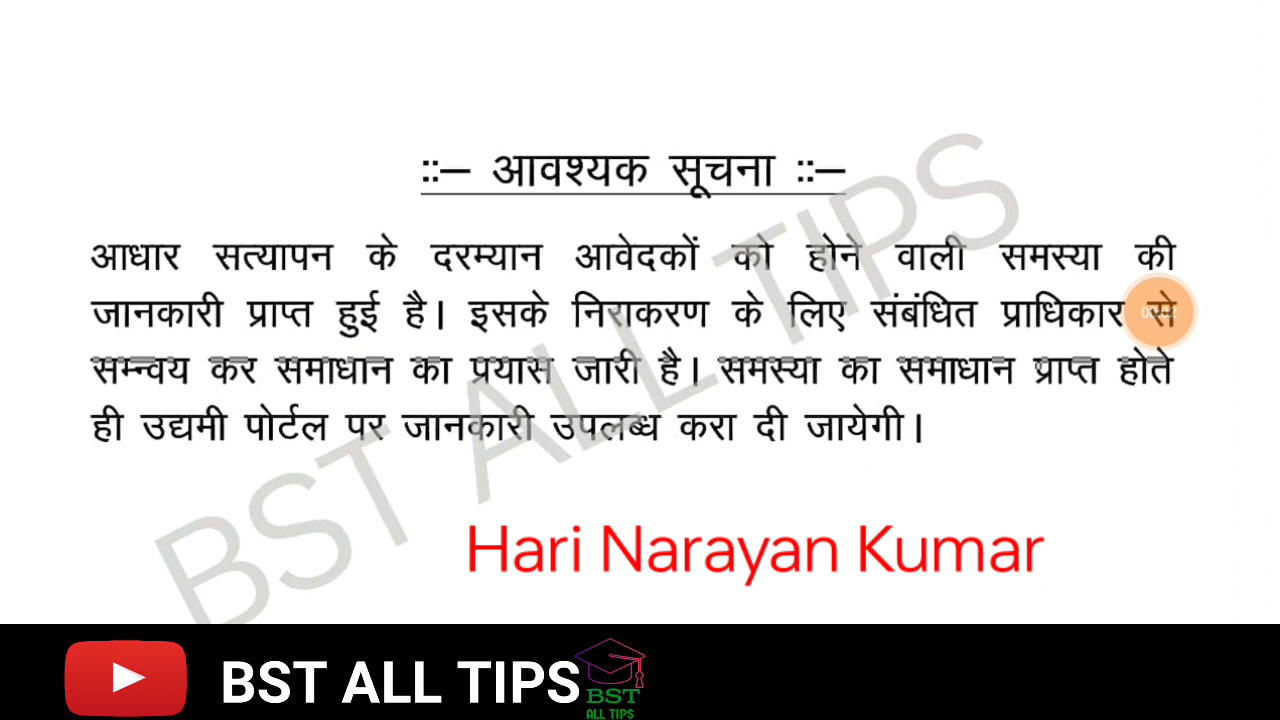 ::– आवश्यक सूचना ::–
आधार सत्यापन के दरम्यान आवेदकों को होने वाली समस्या की
जानकारी प्राप्त हुई है। इसके निराकरण के लिए संबंधित प्राधिकार से
सम्न्वय कर समाधान का प्रयास जारी है। समस्या का समाधान प्राप्त होते
ही उद्यमी पोर्टल पर जानकारी उपलब्ध करा दी जायेगी।
BST ALL TIPS
Hari Narayan Kumar
BST ALL TIPS
BST
ALL TIPS